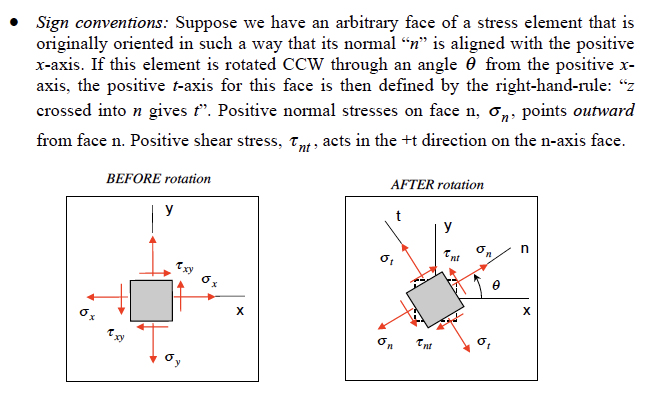 • Sign conventions: Suppose we have an arbitrary face of a stress element that is
originally oriented in such a way that its normal “n” is aligned with the positive
x-axis. If this element is rotated CCW through an angle θ from the positive x-
axis, the positive t-axis for this face is then defined by the right-hand-rule: “z
crossed into n gives t”. Positive normal stresses on face n, σn, points outward
from face n. Positive shear stress, τnt, acts in the +t direction on the n-axis face.
BEFORE rotation
y
τxy
σx
x
σx
τxy
σy
AFTER rotation
t
y
n
σt
τnt
σn
θ
x
σn
τnt
σt